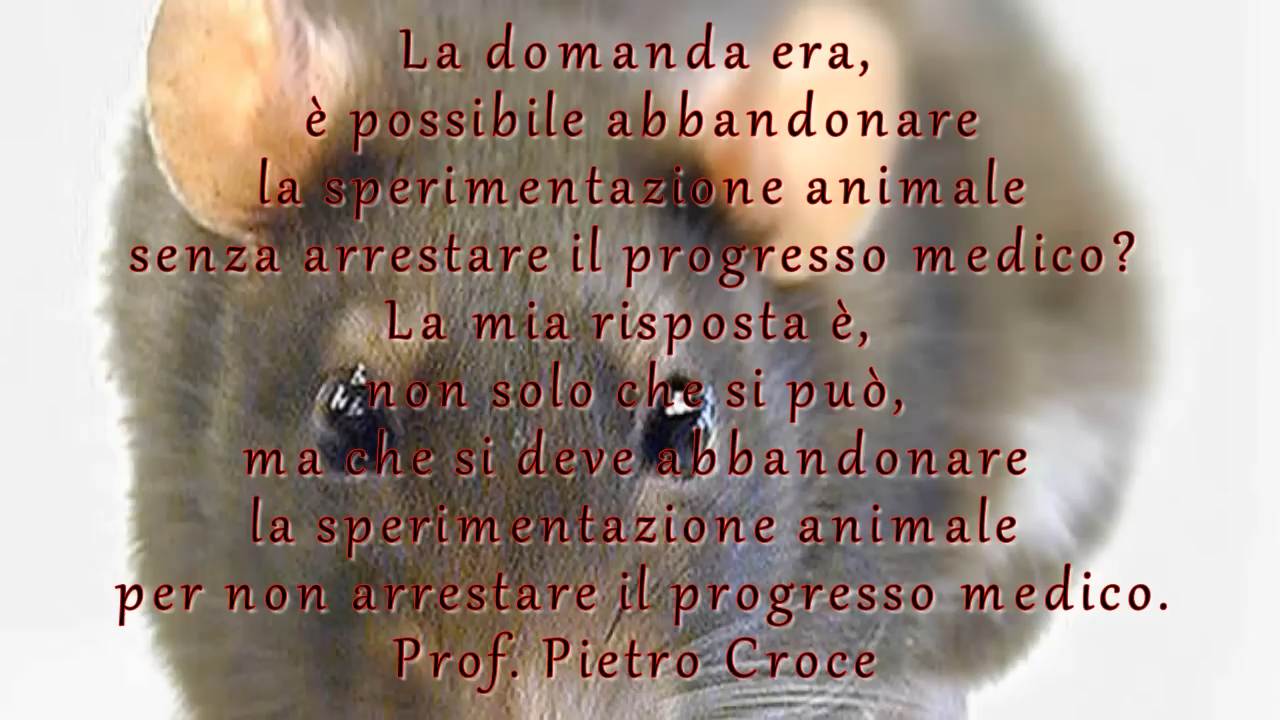 La domanda era,
è possibile abbandonare
la sperimentazione animale
senza arrestare il progresso medico?
La mia risposta è,
non solo che si può,
ma che si deve abbandonare
la sperimentazione animale
per non arrestare il progresso medico.
Prof. Pietro Croce